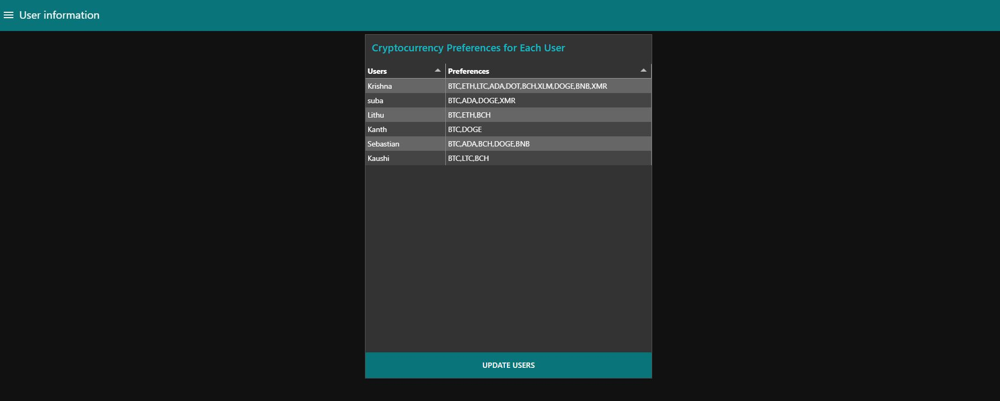 User information
Cryptocurrency Preferences for Each User
Users Preferences
Krishna BTC,ETH,LTC,ADA,DOT,BCH,XLM,DOGE,BNB,XMR
suba BTC,ADA,DOGE,XMR
Lithu BTC,ETH,BCH
Kanth BTC,DOGE
Sebastian BTC,ADA,BCH,DOGE,BNB
Kaushi BTC,LTC,BCH
UPDATE USERS